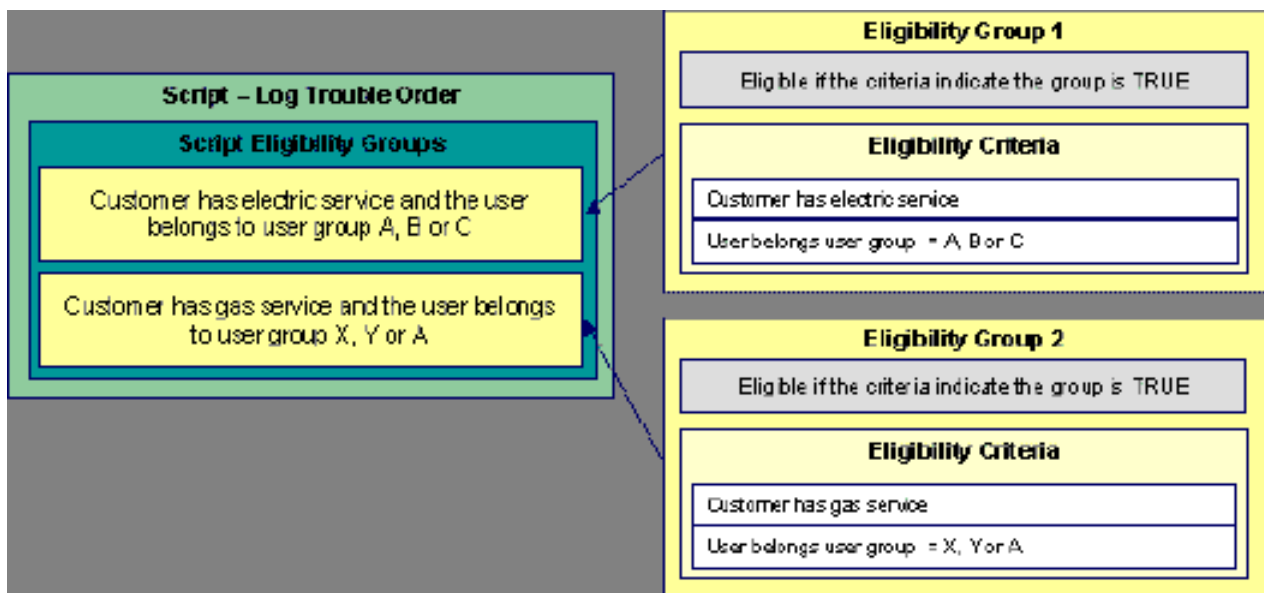 Script – Log Trouble Order
Script Eligibility Groups
Customer has electric service and the user
belongs to user group A, B or C
Customer has gas service and the user belongs
to user group X, Y or A
Eligibility Group 1
Eligible if the criteria indicate the group is TRUE
Eligibility Criteria
Customer has electric service
User belongs user group = A, B or C
Eligibility Group 2
Eligible if the criteria indicate the group is TRUE
Eligibility Criteria
Customer has gas service
User belongs user group = X, Y or A